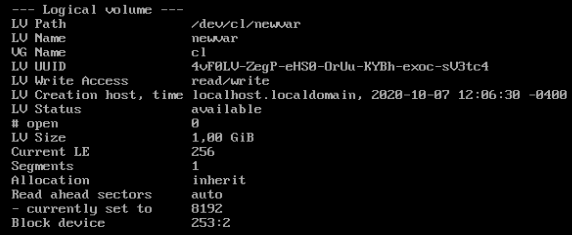 --- Logical volume ---
LV Path /dev/cl/newvar
LV Name newvar
VG Name cl
LV UUID 4vF0LV-ZegP-eHS0-OrUu-KYBh-exoc-sV3tc4
LV Write Access read/write
LV Creation host, time localhost.localdomain, 2020-10-07 12:06:30 -0400
LV Status available
# open 0
LV Size 1,00 GiB
Current LE 256
Segments 1
Allocation inherit
Read ahead sectors auto
- currently set to 8192
Block device 253:2